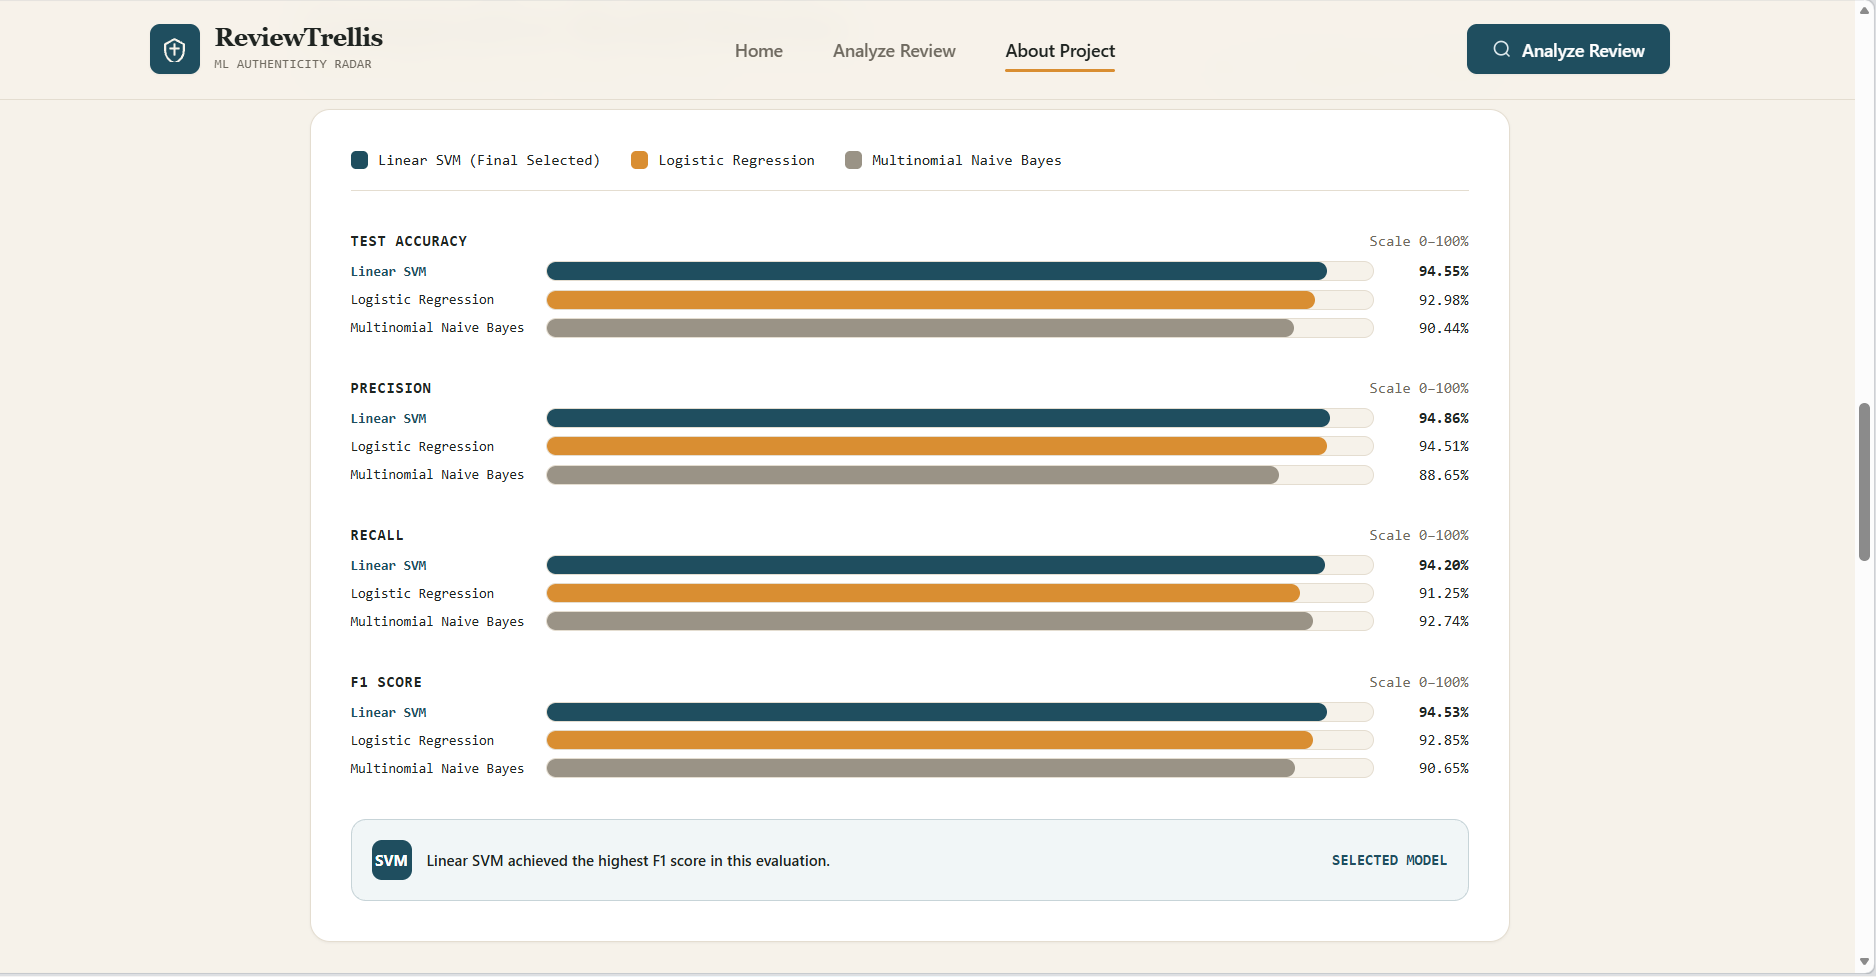 ReviewTrellis
ML AUTHENTICITY RADAR
Home
Analyze Review
About Project
Analyze Review
Linear SVM (Final Selected)
Logistic Regression
Multinomial Naive Bayes
TEST ACCURACY
Scale 0–100%
Linear SVM
94.55%
Logistic Regression
92.98%
Multinomial Naive Bayes
90.44%
PRECISION
Scale 0–100%
Linear SVM
94.86%
Logistic Regression
94.51%
Multinomial Naive Bayes
88.65%
RECALL
Scale 0–100%
Linear SVM
94.20%
Logistic Regression
91.25%
Multinomial Naive Bayes
92.74%
F1 SCORE
Scale 0–100%
Linear SVM
94.53%
Logistic Regression
92.85%
Multinomial Naive Bayes
90.65%
SVM
Linear SVM achieved the highest F1 score in this evaluation.
SELECTED MODEL